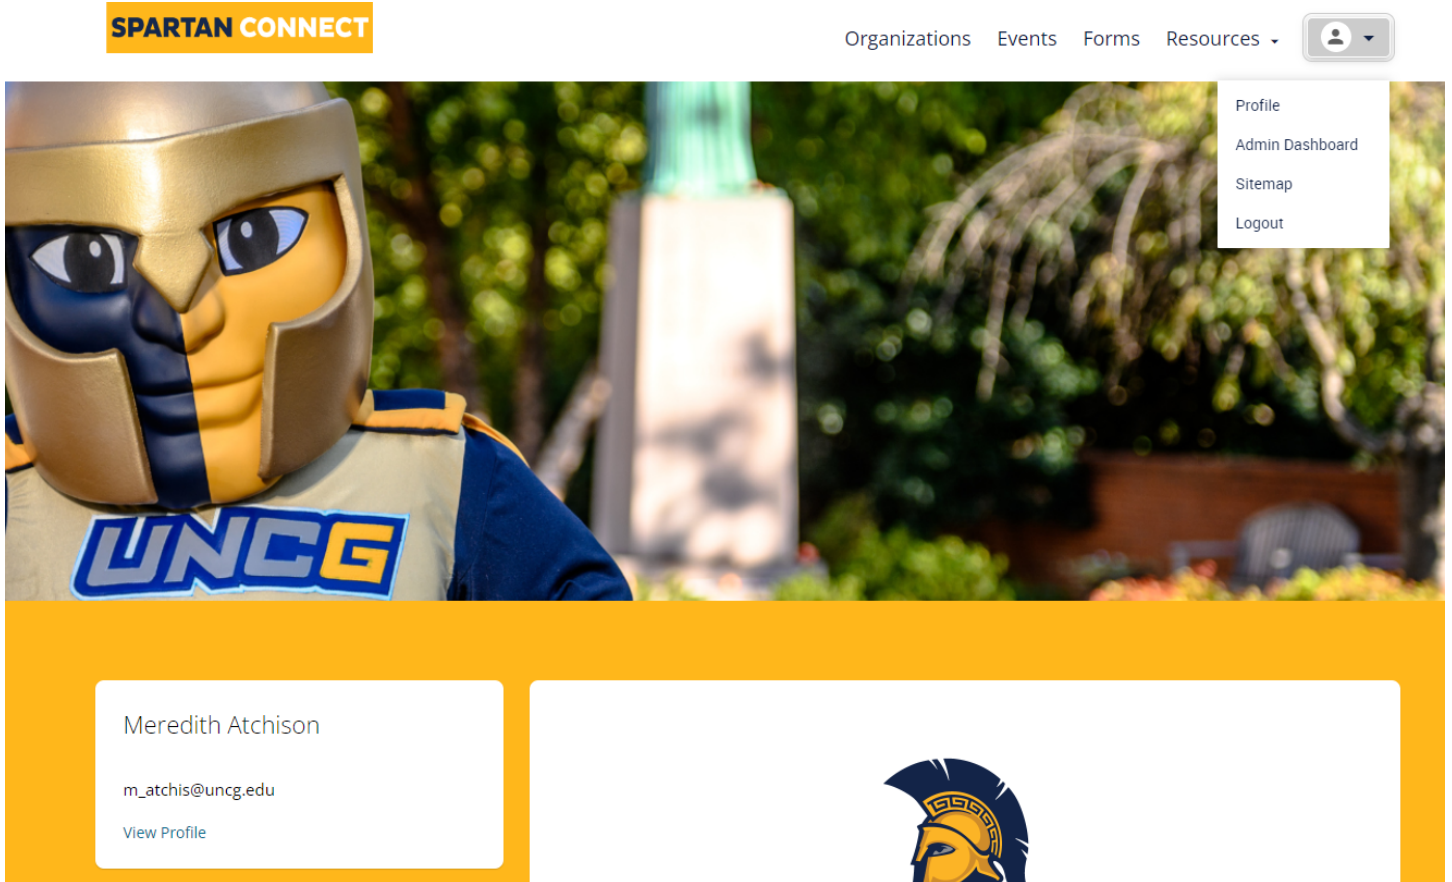 SPARTAN CONNECT
Organizations Events Forms Resources
Profile
Admin Dashboard
Sitemap
Logout
UNCG
Meredith Atchison
m_atchis@uncg.edu
View Profile